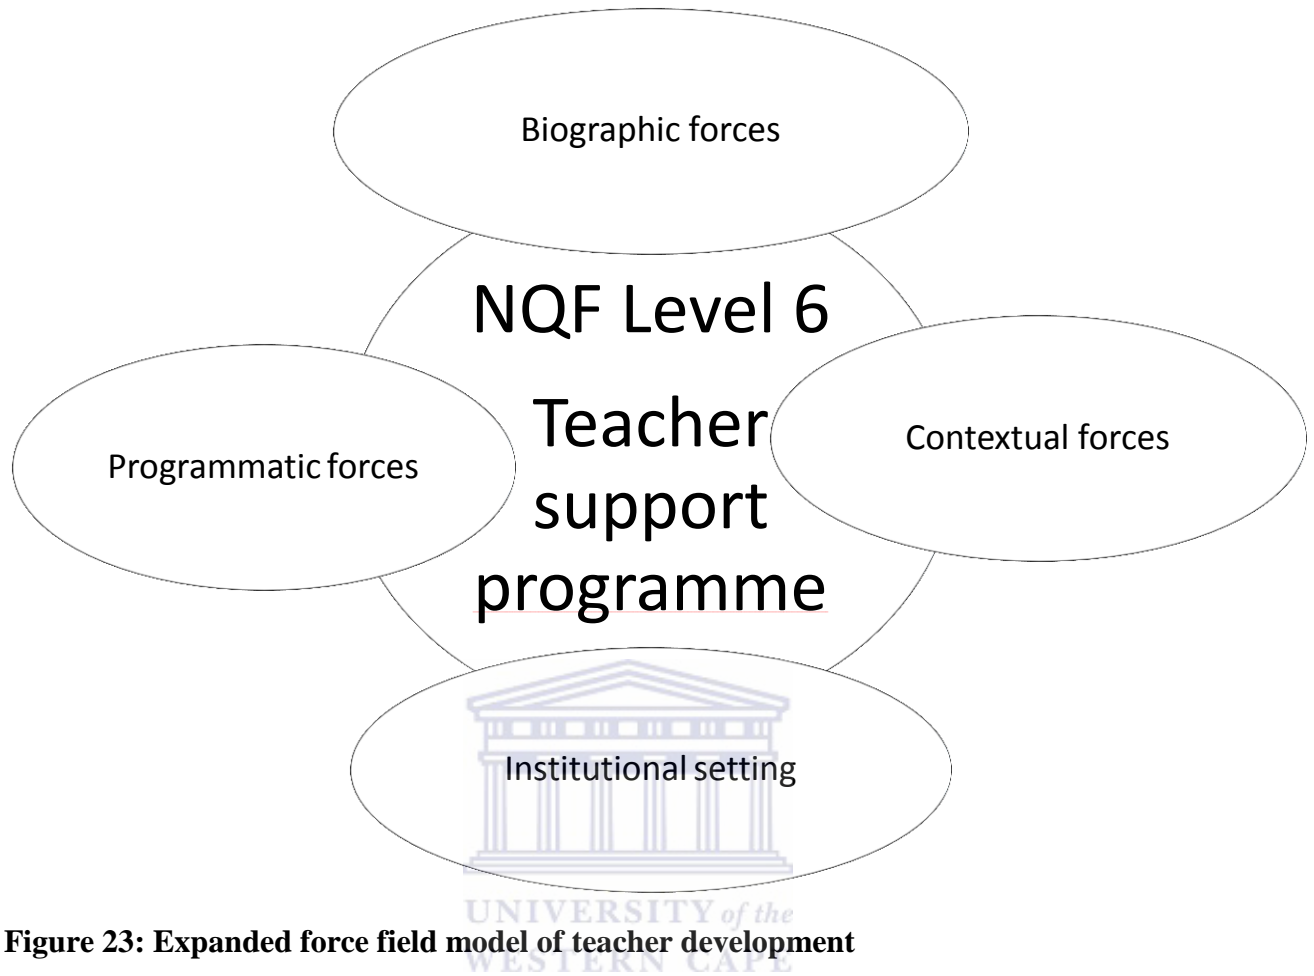 Biographic forces
NQF Level 6
Teacher
support
programme
Programmatic forces
Contextual forces
Institutional setting
UNIVERSITY of the
WESTERN CAPE
Figure 23: Expanded force field model of teacher development